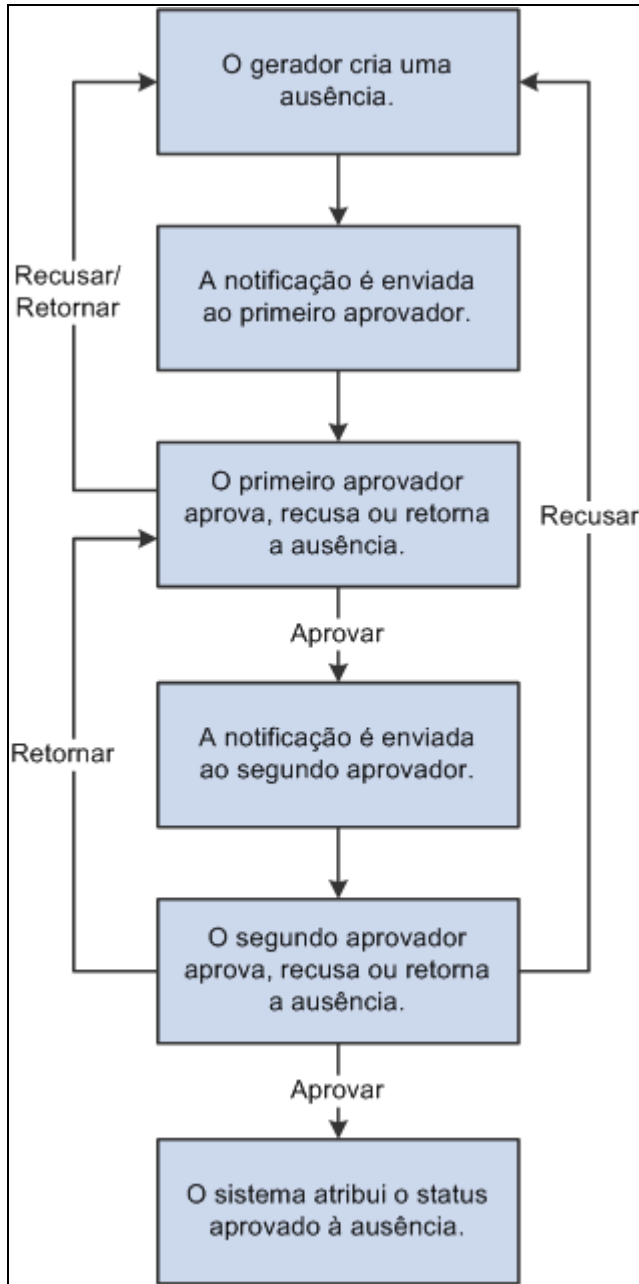 O gerador cria uma
ausência.
Recusar/
Retornar
A notificação é enviada
ao primeiro aprovador.
O primeiro aprovador
aprova, recusa ou retorna
a ausência.
Recusar
Aprovar
Retornar
A notificação é enviada
ao segundo aprovador.
O segundo aprovador
aprova, recusa ou retorna
a ausência.
Aprovar
O sistema atribui o status
aprovado à ausência.